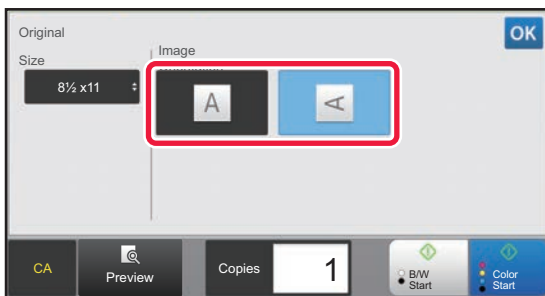 Original
OK
Size
Image
8½ x11
A
A
CA
Preview
Copies
1
B/W
Start
Color
Start